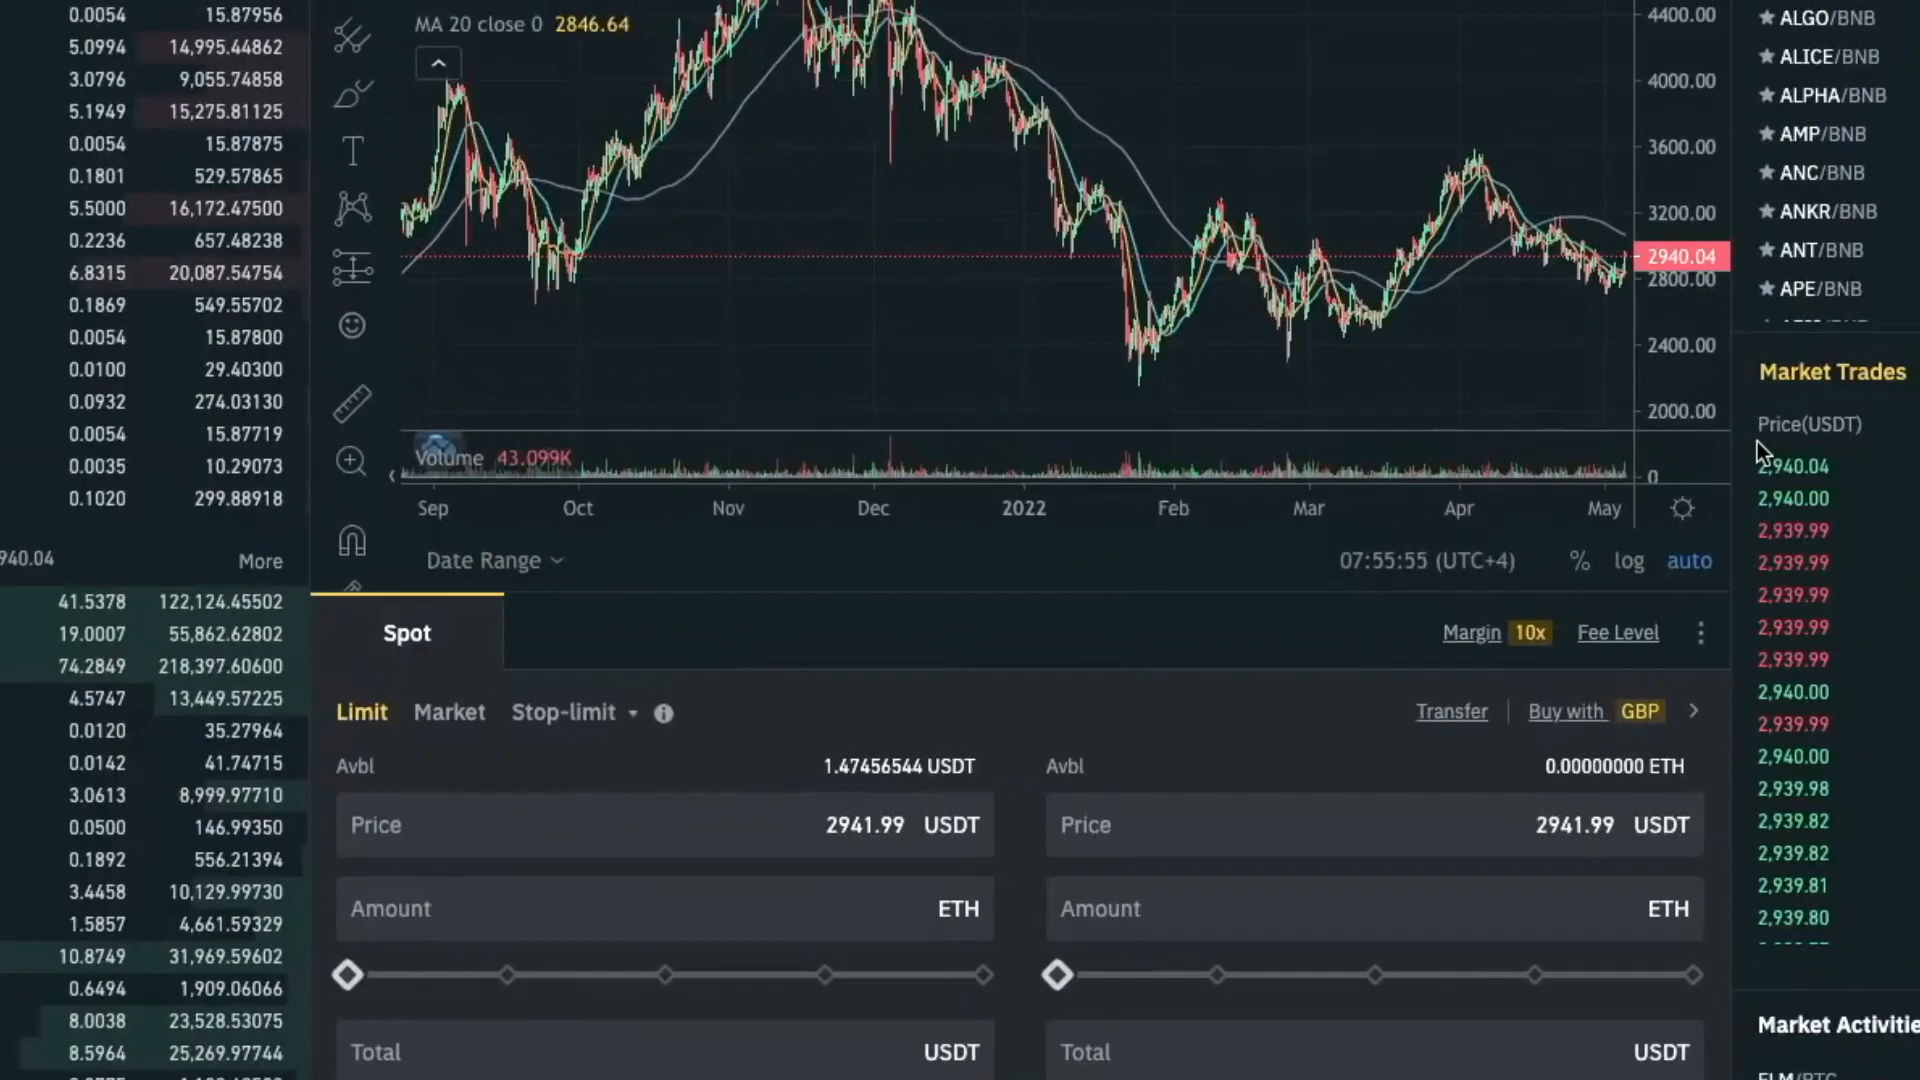 0.0054 15.87956
5.0994 14,995.44862
3.0796 9,055.74858
5.1949 15,275.81125
0.0054 15.87875
0.1801 529.57865
5.5000 16,172.47500
0.2236 657.48238
6.8315 20,087.54754
0.1869 549.55702
0.0054 15.87800
0.0100 29.40300
0.0932 274.03130
0.0054 15.87719
0.0035 10.29073
0.1020 299.88918
940.04 More
41.5378 122,124.45502
19.0007 55,862.62802
74.2849 218,397.60600
4.5747 13,449.57225
0.0120 35.27964
0.0142 41.74715
3.0613 8,999.97710
0.0500 146.99350
0.1892 556.21394
3.4458 10,129.99730
1.5857 4,661.59329
10.8749 31,969.59602
0.6494 1,909.06066
8.0038 23,528.53075
8.5964 25,269.97744
MA 20 close 0 2846.64
4400.00
4000.00
3600.00
3200.00
2940.04
2800.00
2400.00
2000.00
Volume 43.099K
0
Sep Oct Nov Dec 2022 Feb Mar Apr May
Date Range 07:55:55 (UTC+4) % log auto
Spot Margin 10x Fee Level
Limit Market Stop-limit Transfer Buy with GBP
Avbl 1.47456544 USDT Avbl 0.00000000 ETH
Price 2941.99 USDT Price 2941.99 USDT
Amount ETH Amount ETH
Total USDT Total USDT
ALGO/BNB
ALICE/BNB
ALPHA/BNB
AMP/BNB
ANC/BNB
ANKR/BNB
ANT/BNB
APE/BNB
Market Trades
Price(USDT)
2,940.04
2,940.00
2,939.99
2,939.99
2,939.99
2,939.99
2,939.99
2,940.00
2,939.99
2,940.00
2,939.98
2,939.82
2,939.82
2,939.81
2,939.80
Market Activitie